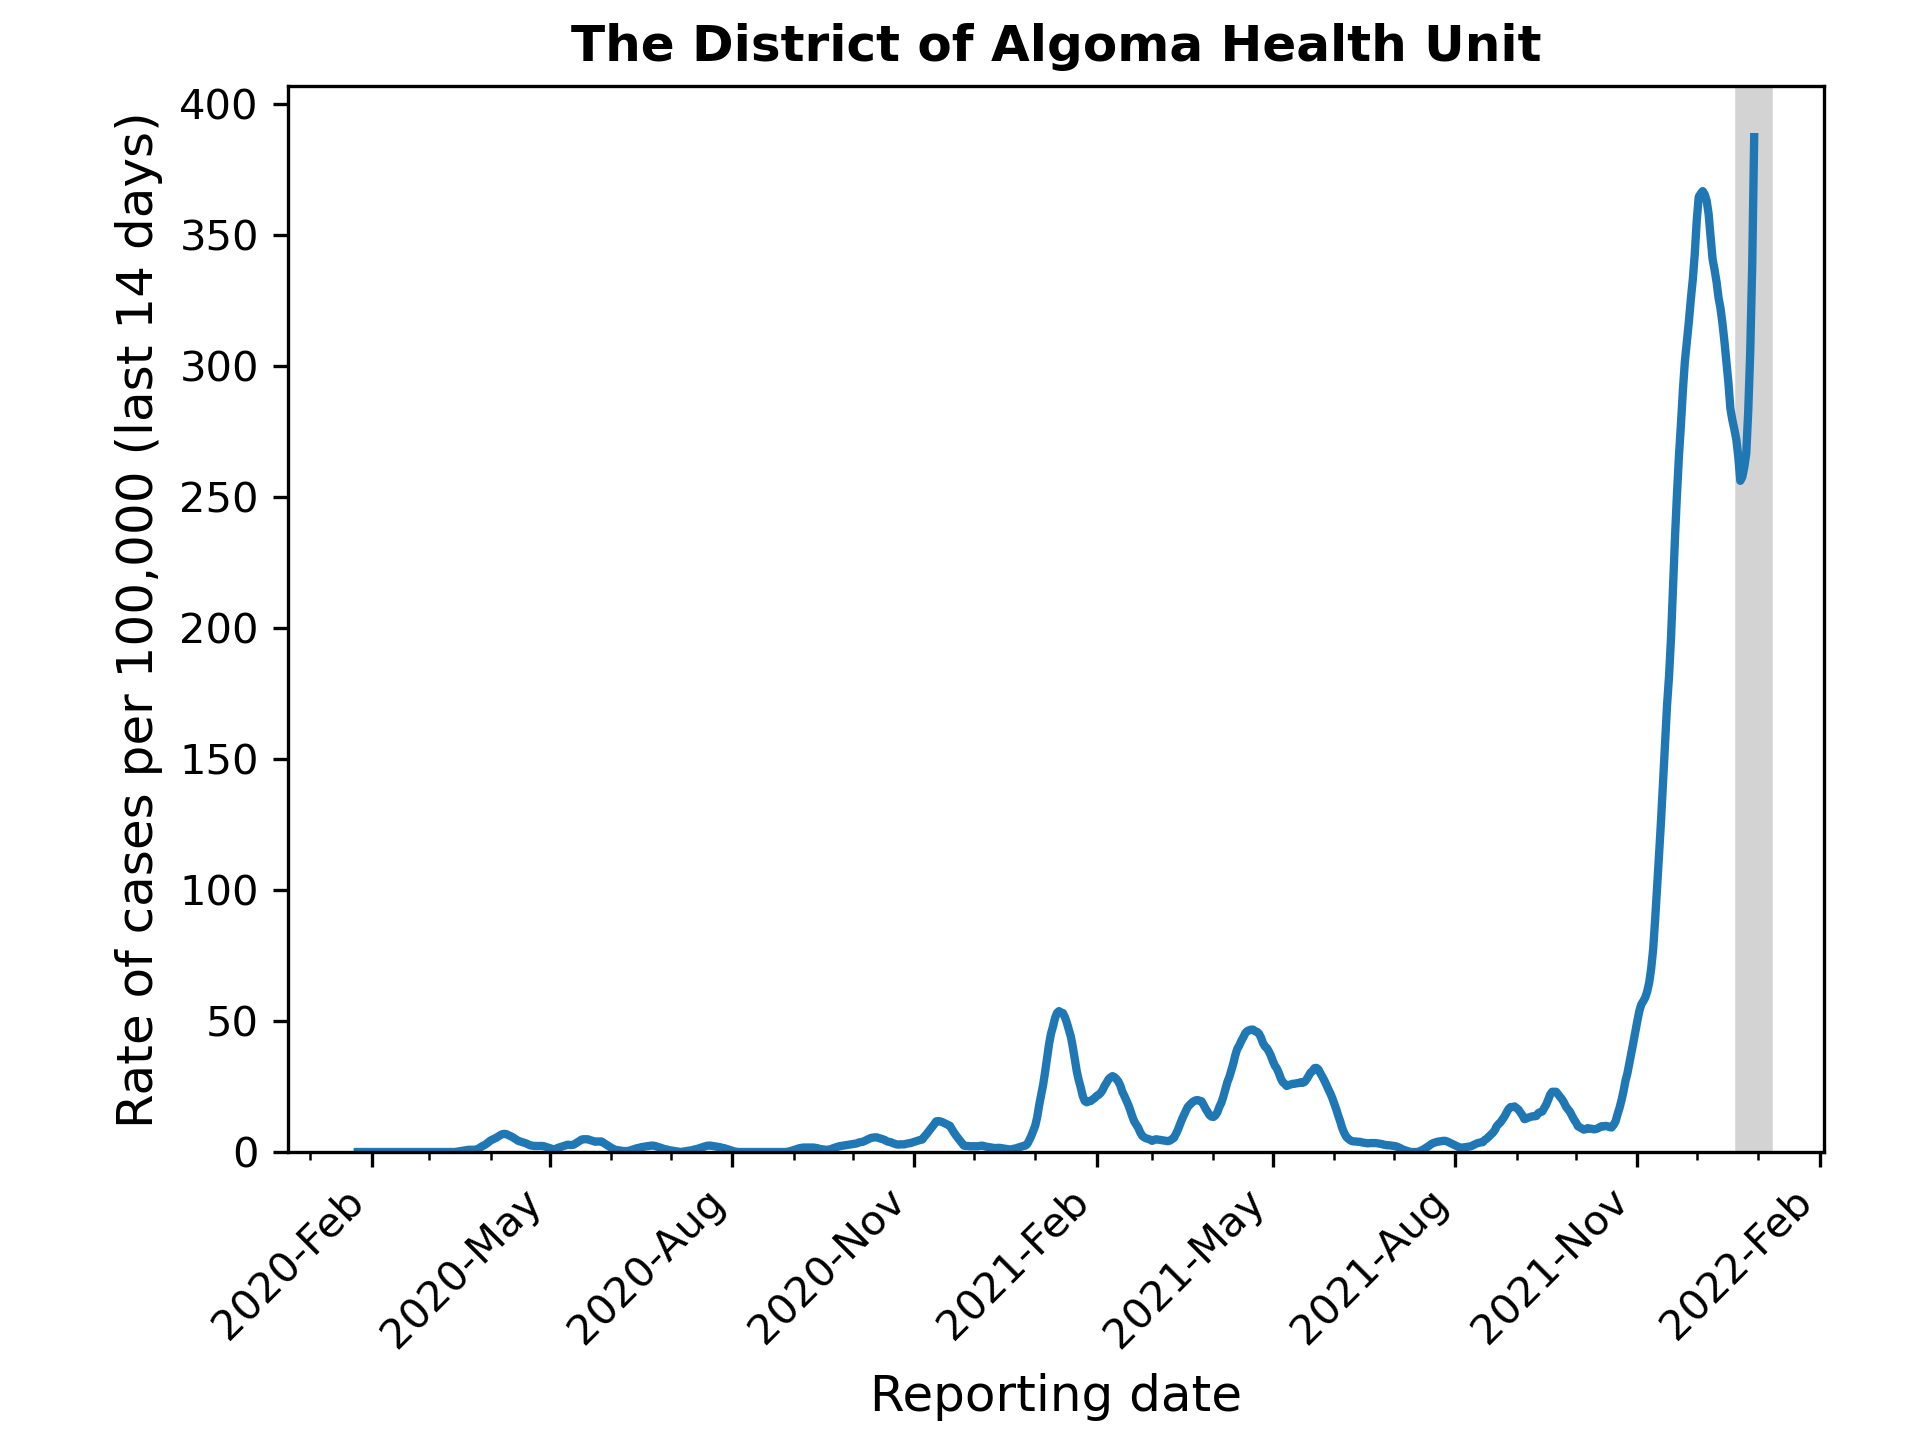 The District of Algoma Health Unit
Rate of cases per 100,000 (last 14 days)
400
350
300
250
200
150
100
50
0
2020-Feb
2020-May
2020-Aug
2020-Nov
2021-Feb
2021-May
2021-Aug
2021-Nov
2022-Feb
Reporting date